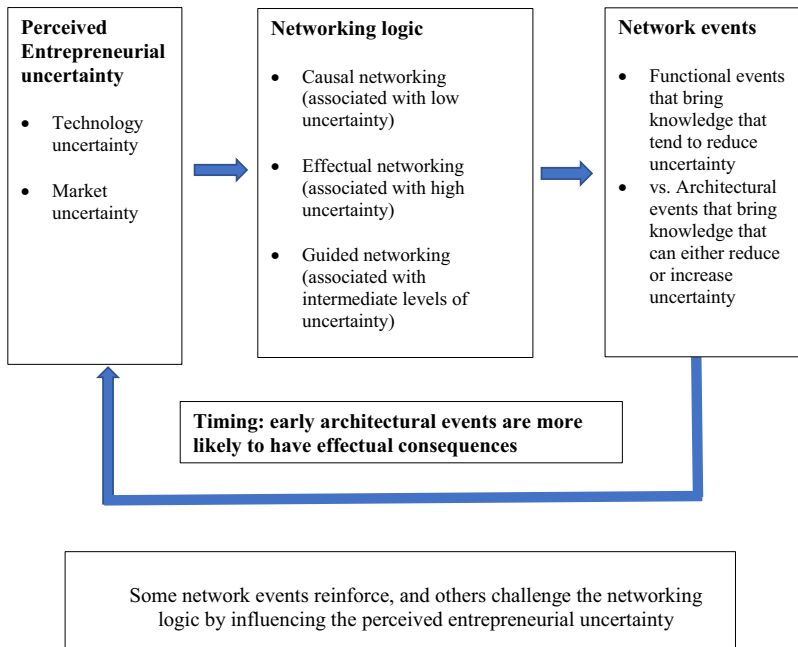 Perceived
Entrepreneurial
uncertainty
• Technology
uncertainty
• Market
uncertainty
Networking logic
• Causal networking
(associated with low
uncertainty)
• Effectual networking
(associated with high
uncertainty)
• Guided networking
(associated with
intermediate levels of
uncertainty)
Network events
• Functional events
that bring
knowledge that
tend to reduce
uncertainty
• vs. Architectural
events that bring
knowledge that
can either reduce
or increase
uncertainty
Timing: early architectural events are more
likely to have effectual consequences
Some network events reinforce, and others challenge the networking
logic by influencing the perceived entrepreneurial uncertainty